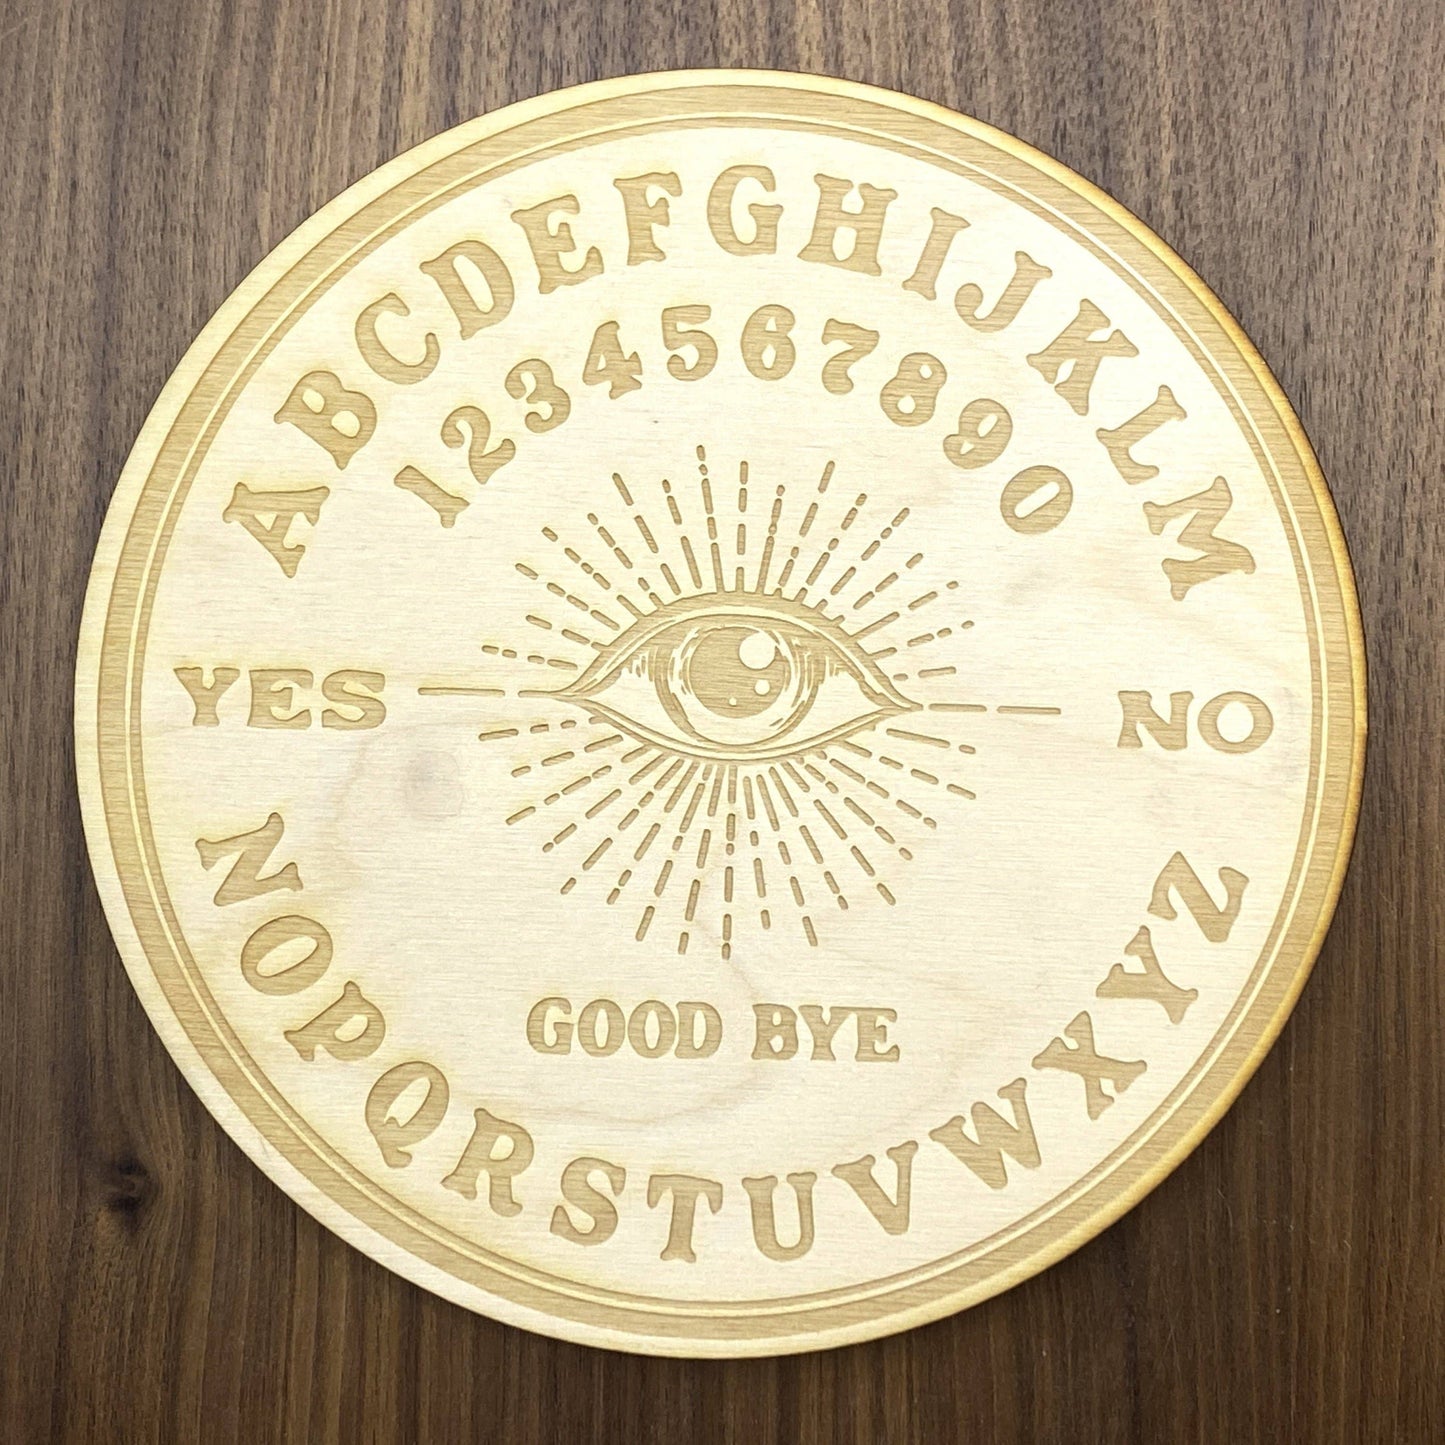 ABCDEFGHIJKLM
1234567890
YES
NO
NOPQRSTUVWXYZ
GOOD BYE